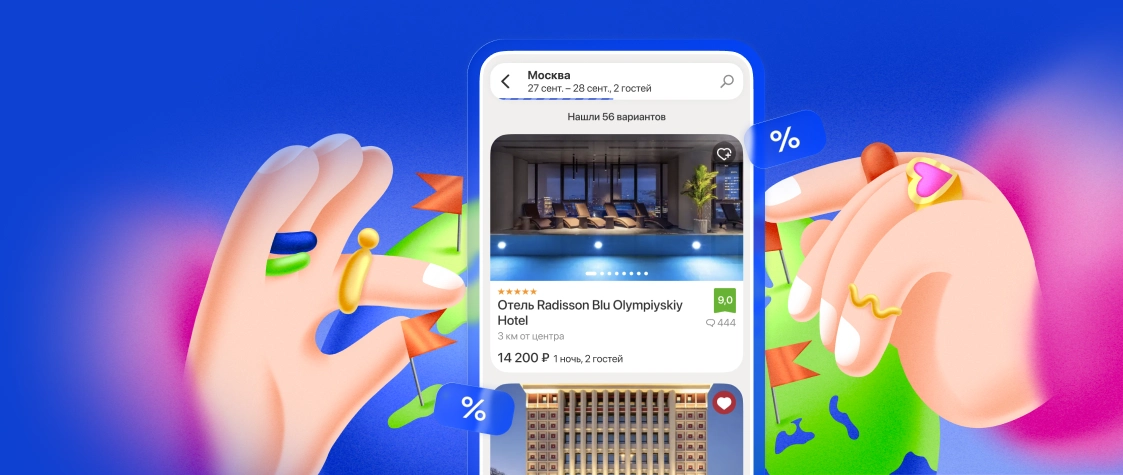 Москва
27 сент. – 28 сент., 2 гостей
Нашли 56 вариантов
%
Отель Radisson Blu Olympiyskiy
Hotel
9,0
444
3 км от центра
14 200 ₽ 1 ночь, 2 гостей
%